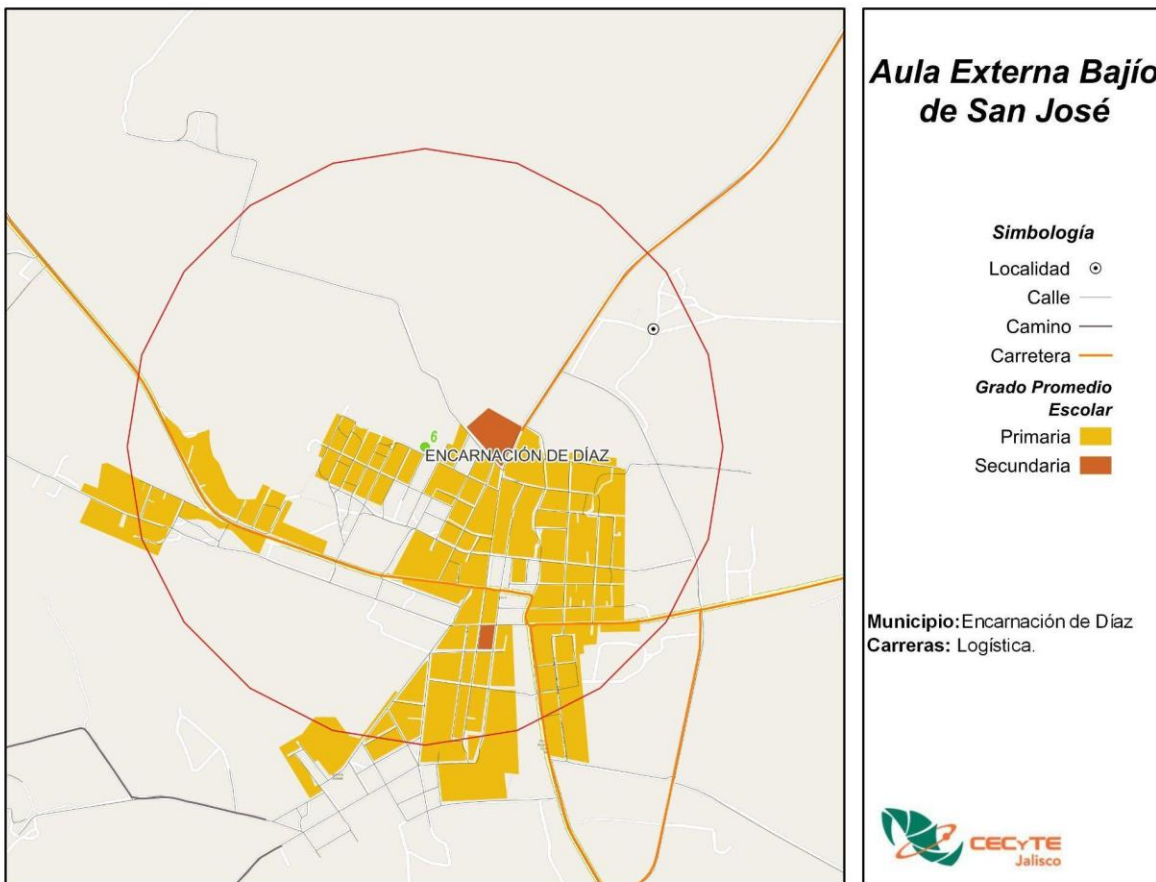 6
ENCARNACIÓN DE DÍAZ
Aula Externa Bajío
de San José
Simbología
Localidad
Calle
Camino
Carretera
Grado Promedio
Escolar
Primaria
Secundaria
Municipio:Encarnación de Díaz
Carreras: Logística.
CECyTE
Jalisco